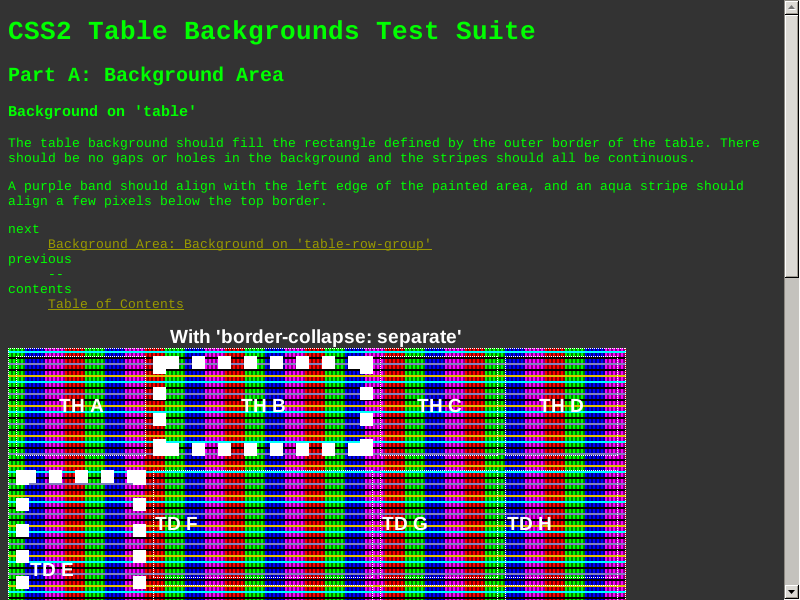 CSS2 Table Backgrounds Test Suite
Part A: Background Area
Background on 'table'
The table background should fill the rectangle defined by the outer border of the table. There
should be no gaps or holes in the background and the stripes should all be continuous.
A purple band should align with the left edge of the painted area, and an aqua stripe should
align a few pixels below the top border.
next
Background Area: Background on 'table-row-group'
previous
--
contents
Table of Contents
With 'border-collapse: separate'
TH A TH B TH C TH D
TD F TD G TD H
TD E